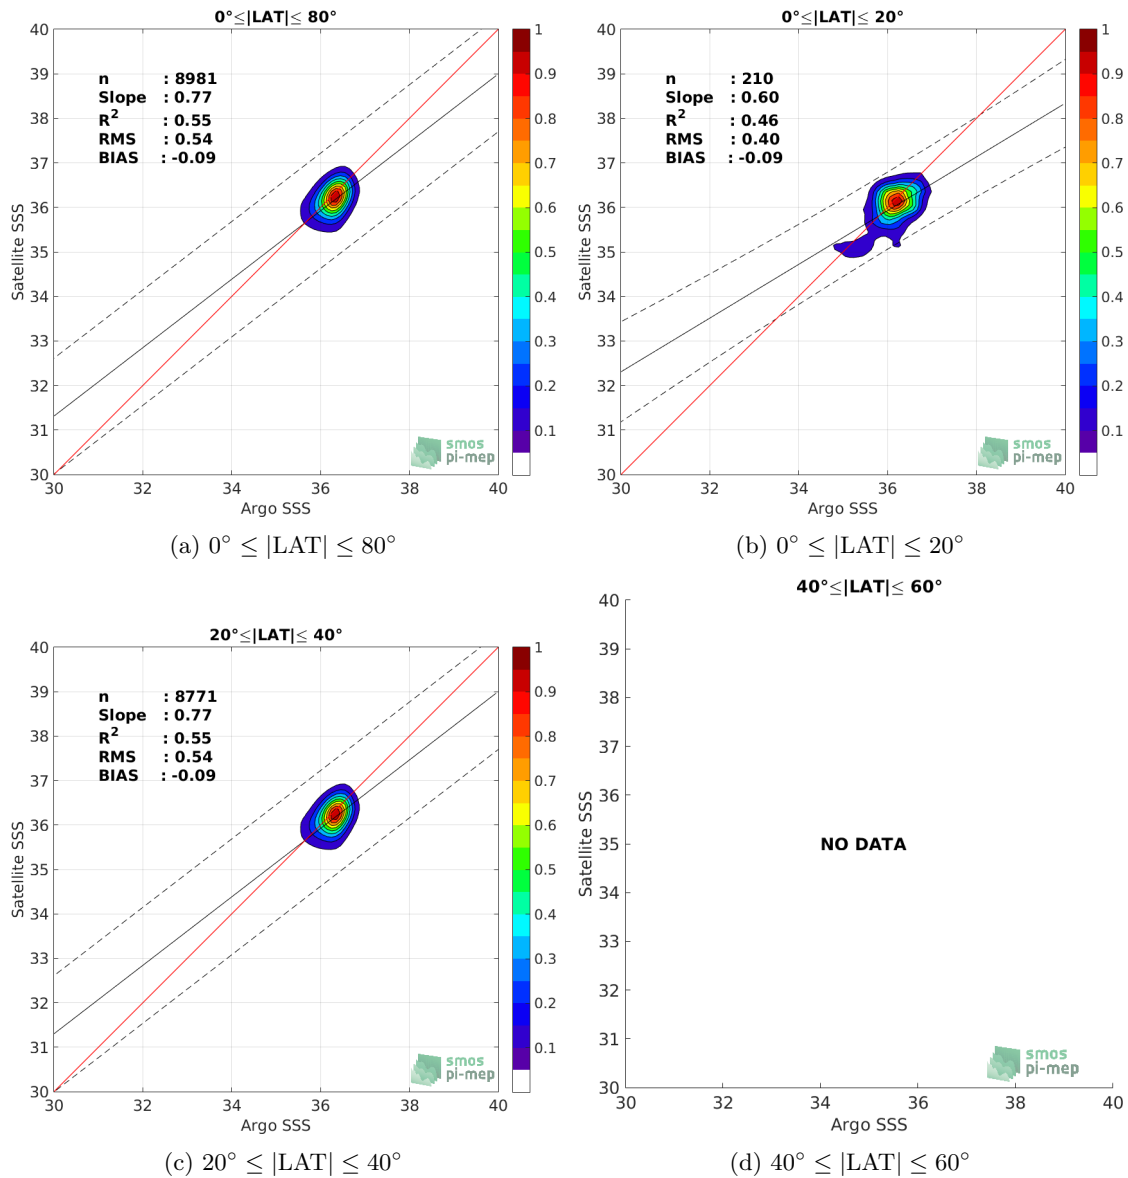 0°≤|LAT|≤ 80°
n : 8981
Slope : 0.77
R² : 0.55
RMS : 0.54
BIAS : -0.09
40
39
38
37
36
35
34
33
32
31
30
Satellite SSS
30 32 34 36 38 40
Argo SSS
1
0.9
0.8
0.7
0.6
0.5
0.4
0.3
0.2
0.1
smos
pi-mep
(a) 0° ≤ |LAT| ≤ 80°
0°≤|LAT|≤ 20°
n : 210
Slope : 0.60
R² : 0.46
RMS : 0.40
BIAS : -0.09
40
39
38
37
36
35
34
33
32
31
30
Satellite SSS
30 32 34 36 38 40
Argo SSS
1
0.9
0.8
0.7
0.6
0.5
0.4
0.3
0.2
0.1
smos
pi-mep
(b) 0° ≤ |LAT| ≤ 20°
20°≤|LAT|≤ 40°
n : 8771
Slope : 0.77
R² : 0.55
RMS : 0.54
BIAS : -0.09
40
39
38
37
36
35
34
33
32
31
30
Satellite SSS
30 32 34 36 38 40
Argo SSS
1
0.9
0.8
0.7
0.6
0.5
0.4
0.3
0.2
0.1
smos
pi-mep
(c) 20° ≤ |LAT| ≤ 40°
40°≤|LAT|≤ 60°
40
39
38
37
36
35
34
33
32
31
30
Satellite SSS
NO DATA
30 32 34 36 38 40
Argo SSS
smos
pi-mep
(d) 40° ≤ |LAT| ≤ 60°